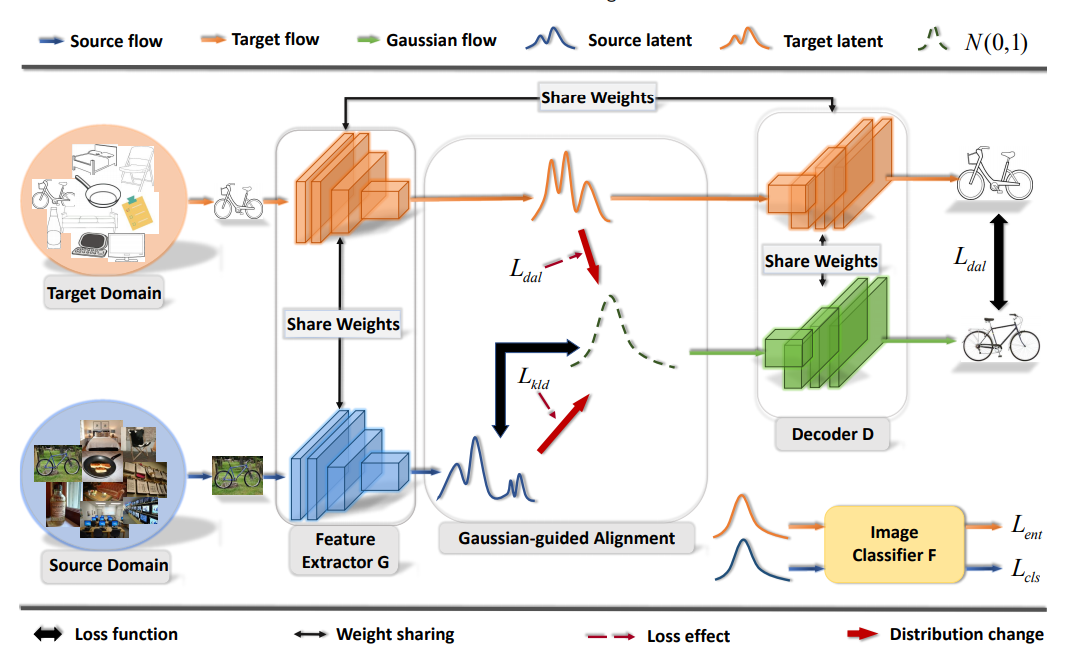 Source flow
Target flow
Gaussian flow
Source latent
Target latent
N(0,1)
Share Weights
Target Domain
Share Weights
L_dal
L_kld
Share Weights
L_dal
Decoder D
Source Domain
Feature
Extractor G
Gaussian-guided Alignment
Image
Classifier F
L_ent
L_cls
Loss function
Weight sharing
Loss effect
Distribution change